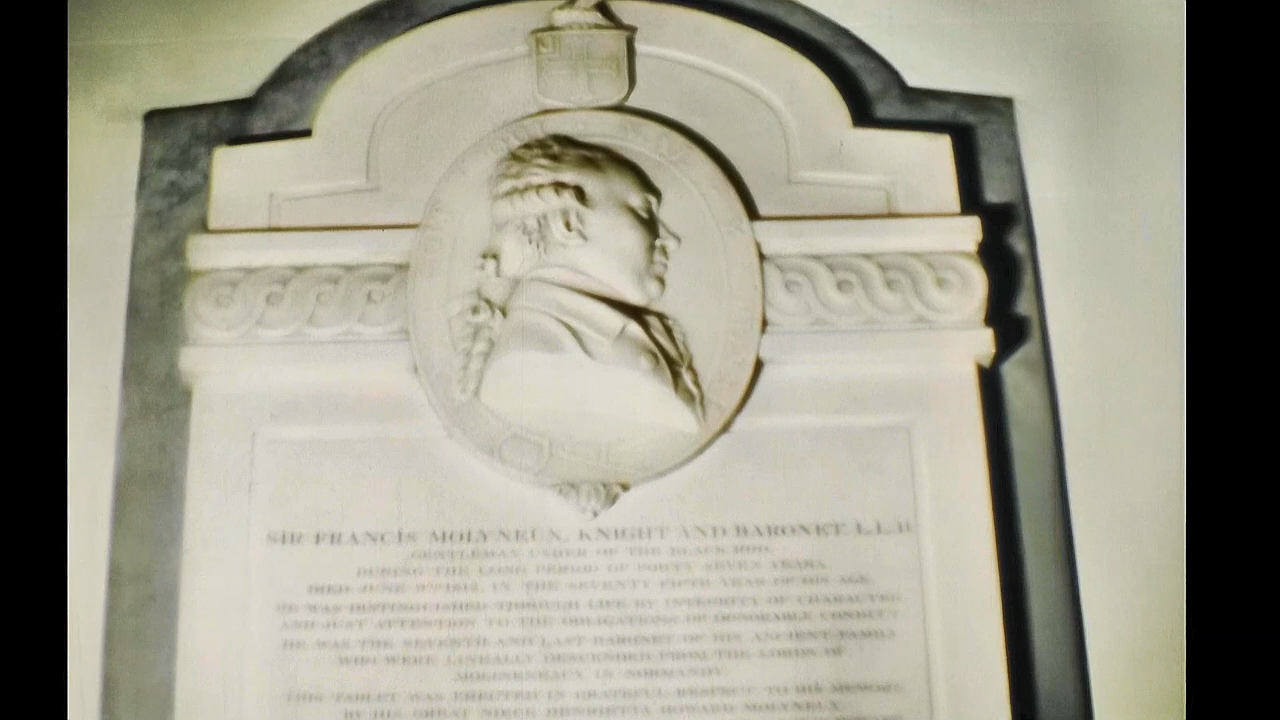 SIR FRANCIS MOLYNEUX, KNIGHT AND BARONET, L.L.D
GENTLEMAN USHER OF THE BLACK ROD,
DURING THE LONG PERIOD OF FORTY SEVEN YEARS.
DIED JUNE 9TH 1812, IN THE SEVENTY FIFTH YEAR OF HIS AGE.
HE WAS DISTINGUISHED THROUGH LIFE BY INTEGRITY OF CHARACTER
AND JUST ATTENTION TO THE OBLIGATIONS OF HONORABLE CONDUCT
HE WAS THE SEVENTH AND LAST BARONET OF HIS ANCIENT FAMILY
WHO WERE LINEALLY DESCENDED FROM THE LORDS OF
MOLINEREAUX IN NORMANDY.
THIS TABLET WAS ERECTED IN GRATEFUL RESPECT TO HIS MEMORY
BY HIS GREAT NIECE HENRIETTA HOWARD MOLYNEUX